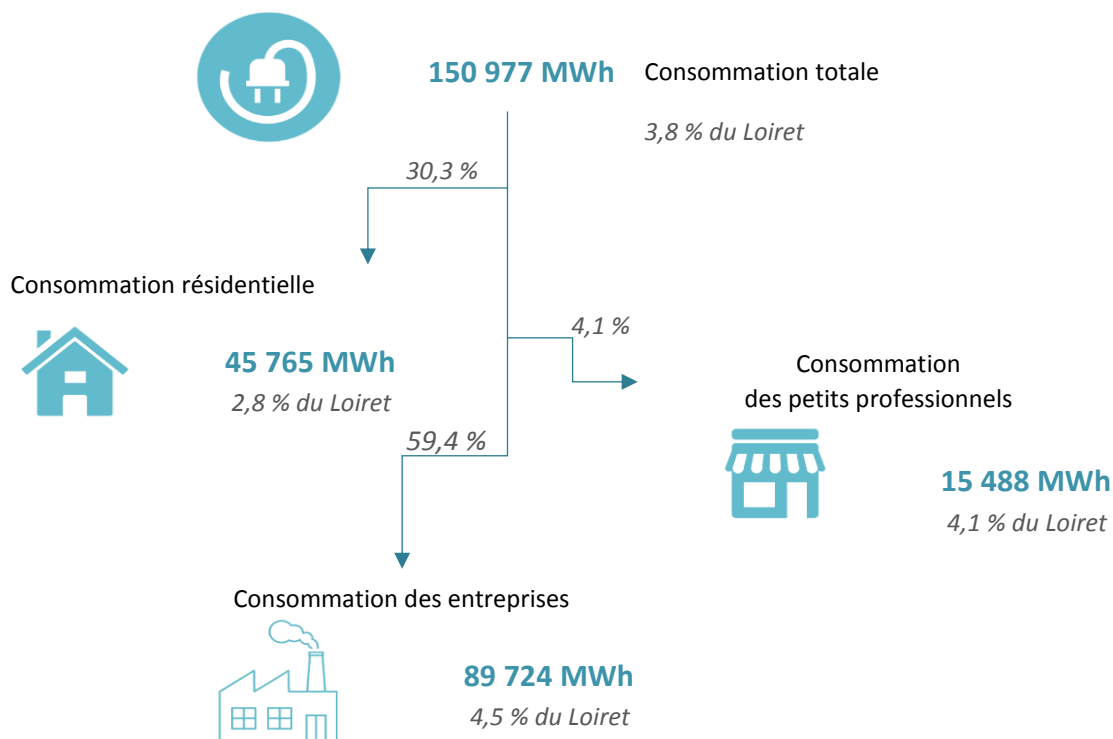 150 977 MWh Consommation totale
3,8 % du Loiret
30,3 %
Consommation résidentielle
45 765 MWh
2,8 % du Loiret
4,1 %
Consommation
des petits professionnels
15 488 MWh
4,1 % du Loiret
59,4 %
Consommation des entreprises
89 724 MWh
4,5 % du Loiret